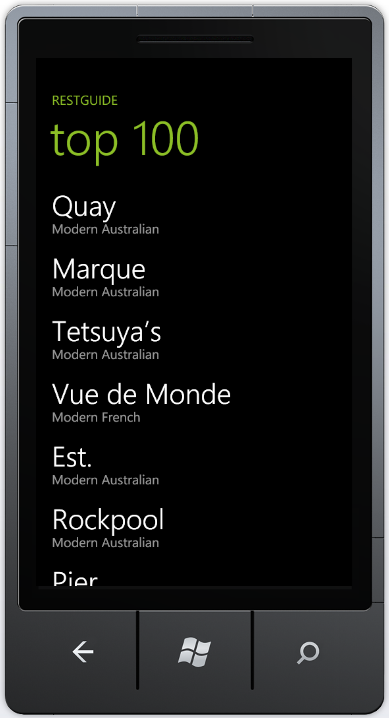 RESTGUIDE
top 100
Quay
Modern Australian
Marque
Modern Australian
Tetsuya's
Modern Australian
Vue de Monde
Modern French
Est.
Modern Australian
Rockpool
Modern Australian
Pier